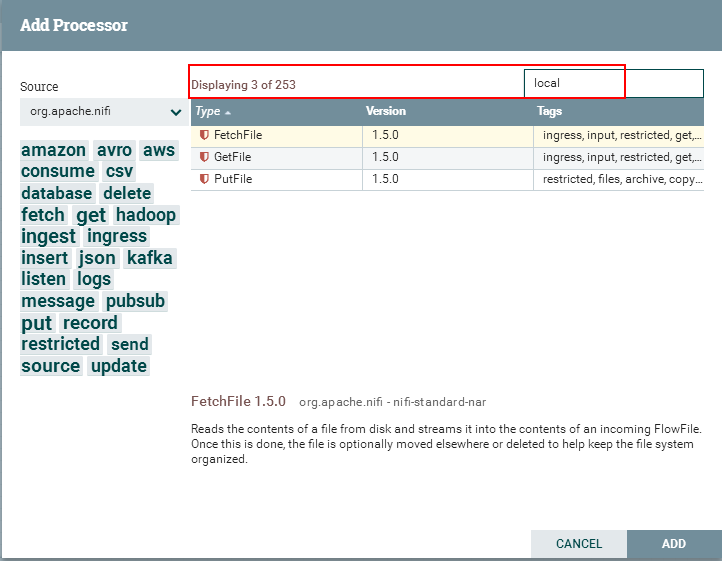 Add Processor
Source
org.apache.nifi
amazon avro aws
consume csv
database delete
fetch get hadoop
ingest ingress
insert json kafka
listen logs
message pubsub
put record
restricted send
source update
Displaying 3 of 253 local
Type Version Tags
FetchFile 1.5.0 ingress, input, restricted, get,...
GetFile 1.5.0 ingress, input, restricted, get,...
PutFile 1.5.0 restricted, files, archive, copy...
FetchFile 1.5.0 org.apache.nifi - nifi-standard-nar
Reads the contents of a file from disk and streams it into the contents of an incoming FlowFile.
Once this is done, the file is optionally moved elsewhere or deleted to help keep the file system
organized.
CANCEL ADD